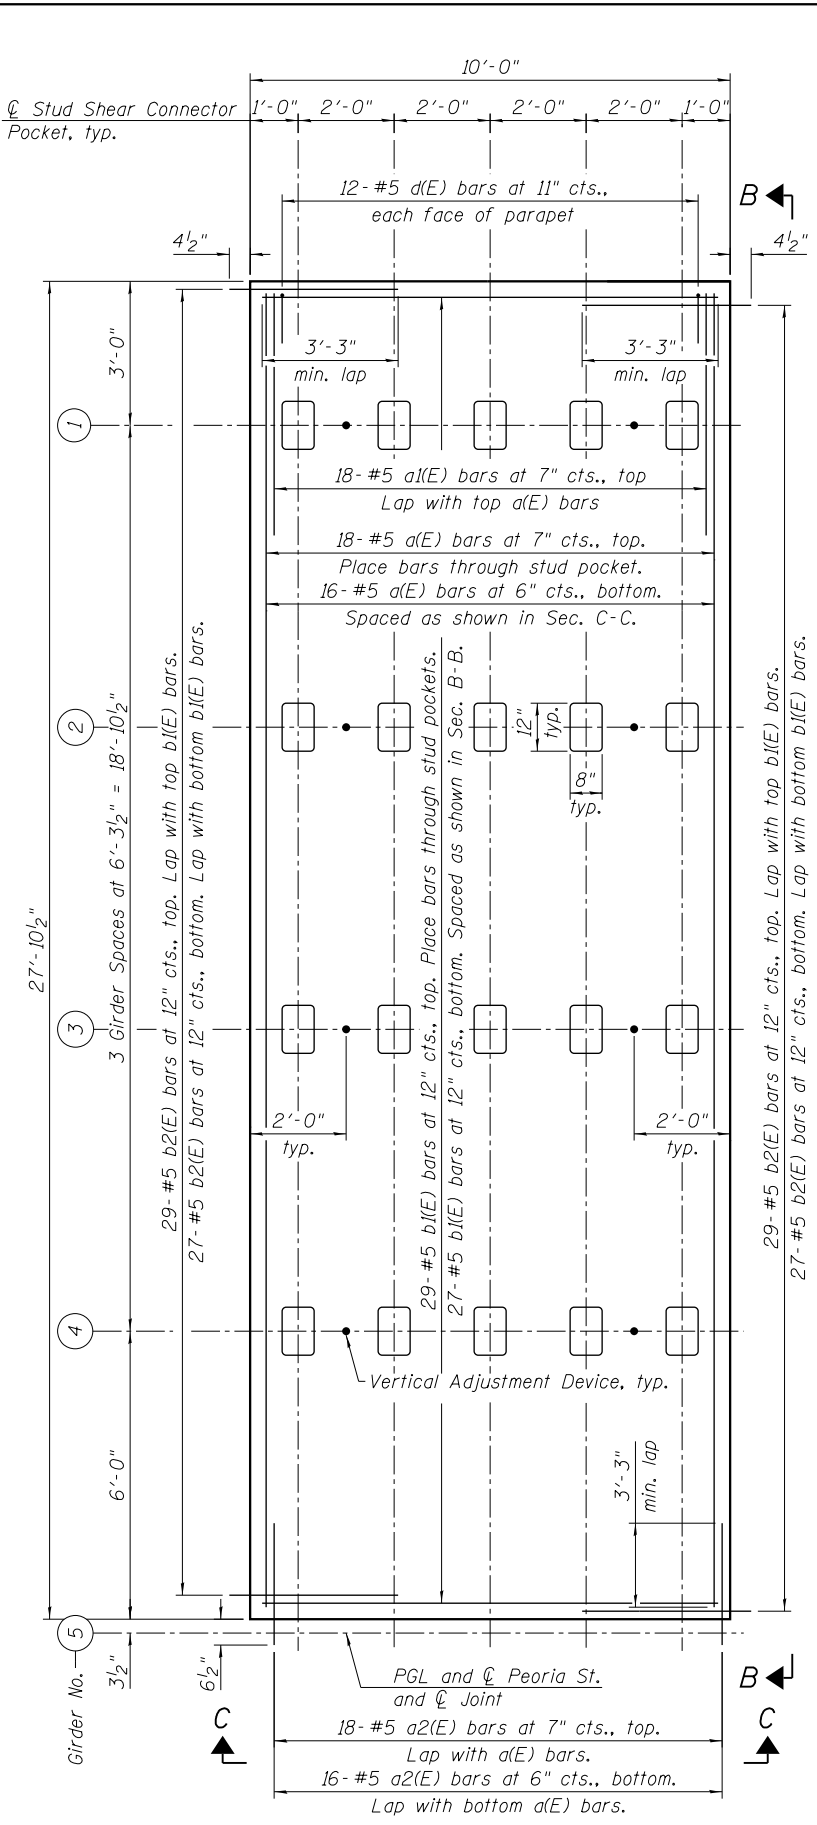 10'-0"
℄ Stud Shear Connector
Pocket, typ.
1'-0" 2'-0" 2'-0" 2'-0" 2'-0" 1'-0"
12-#5 d(E) bars at 11" cts.,
each face of parapet
B
4½"
4½"
3'-0"
3'-3"
min. lap
3'-3"
min. lap
1
18-#5 a1(E) bars at 7" cts., top
Lap with top a(E) bars
18-#5 a(E) bars at 7" cts., top.
Place bars through stud pocket.
16-#5 a(E) bars at 6" cts., bottom.
Spaced as shown in Sec. C-C.
2
12"
typ.
8"
typ.
27'-10½"
3 Girder Spaces at 6'-3½" = 18'-10½"
29-#5 b2(E) bars at 12" cts., top. Lap with top b1(E) bars.
27-#5 b2(E) bars at 12" cts., bottom. Lap with bottom b1(E) bars.
29-#5 b1(E) bars at 12" cts., top. Place bars through stud pockets.
27-#5 b1(E) bars at 12" cts., bottom. Spaced as shown in Sec. B-B.
29-#5 b2(E) bars at 12" cts., top. Lap with top b1(E) bars.
27-#5 b2(E) bars at 12" cts., bottom. Lap with bottom b1(E) bars.
3
2'-0"
typ.
2'-0"
typ.
4
Vertical Adjustment Device, typ.
6'-0"
3'-3"
min. lap
5
Girder No.
3½"
6½"
PGL and ℄ Peoria St.
and ℄ Joint
B
C
C
18-#5 a2(E) bars at 7" cts., top.
Lap with a(E) bars.
16-#5 a2(E) bars at 6" cts., bottom.
Lap with bottom a(E) bars.